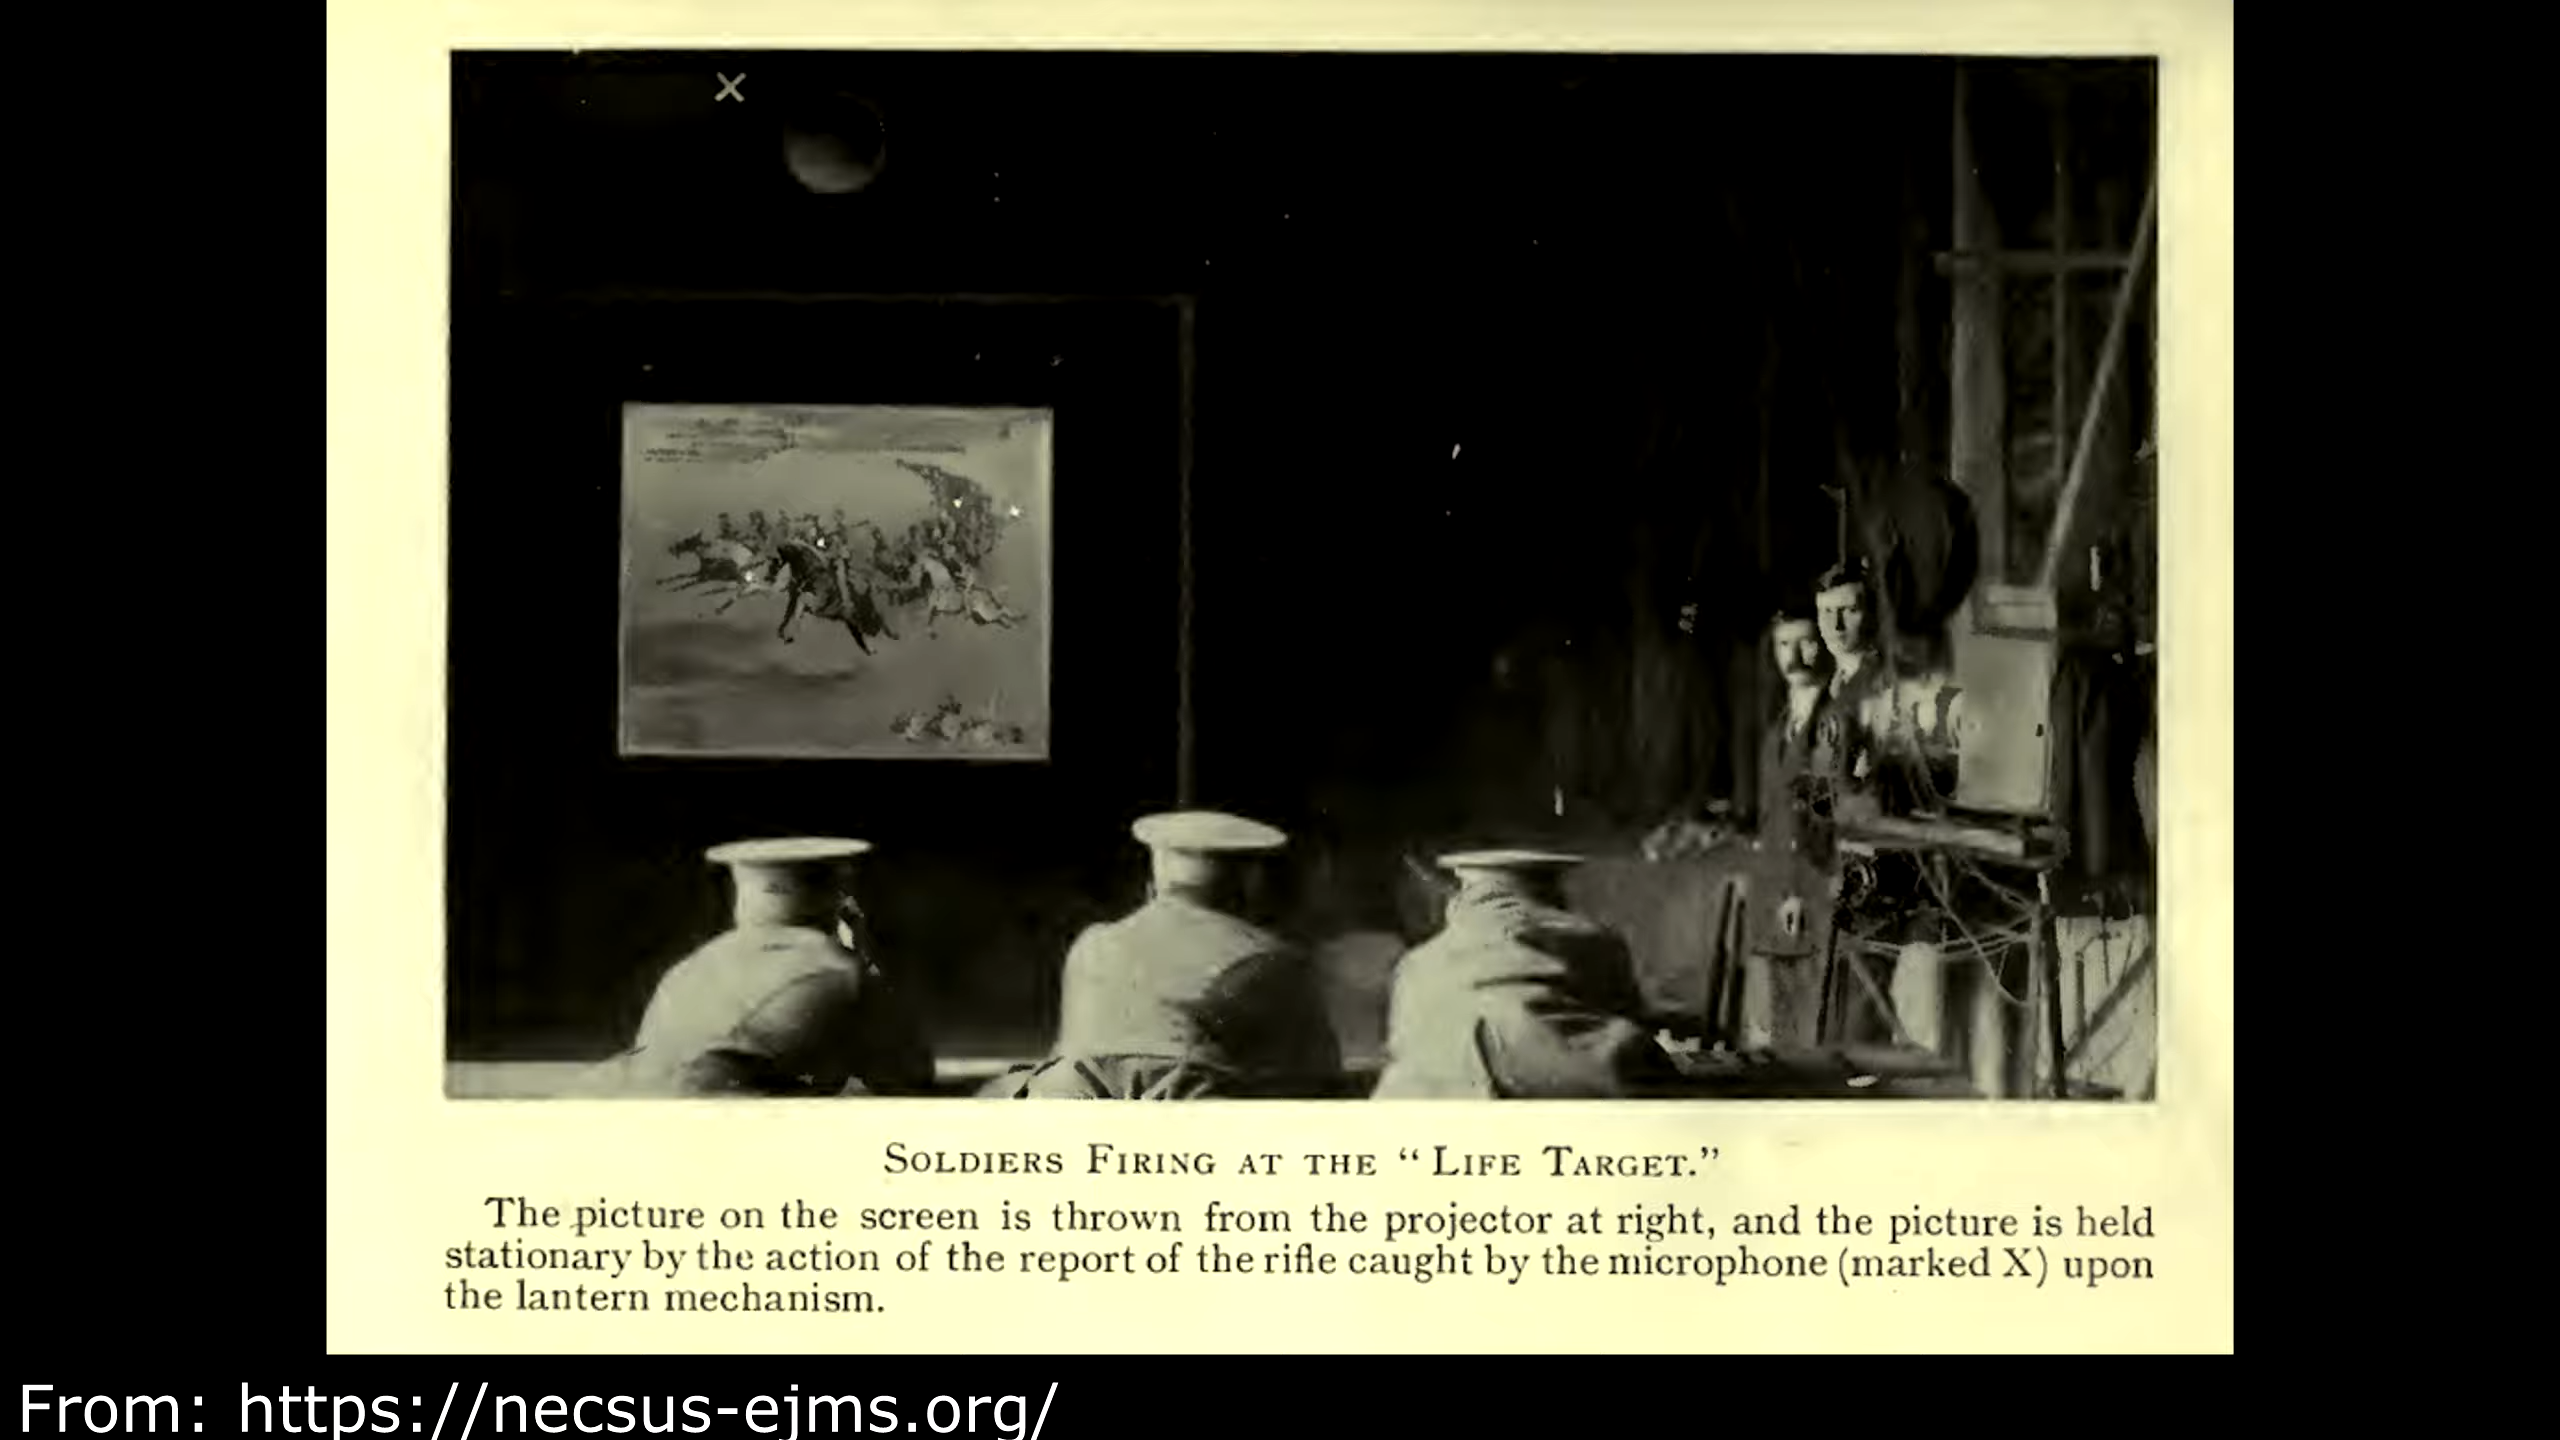 ×
SOLDIERS FIRING AT THE “LIFE TARGET.”
The picture on the screen is thrown from the projector at right, and the picture is held
stationary by the action of the report of the rifle caught by the microphone (marked X) upon
the lantern mechanism.
From: https://necsus-ejms.org/